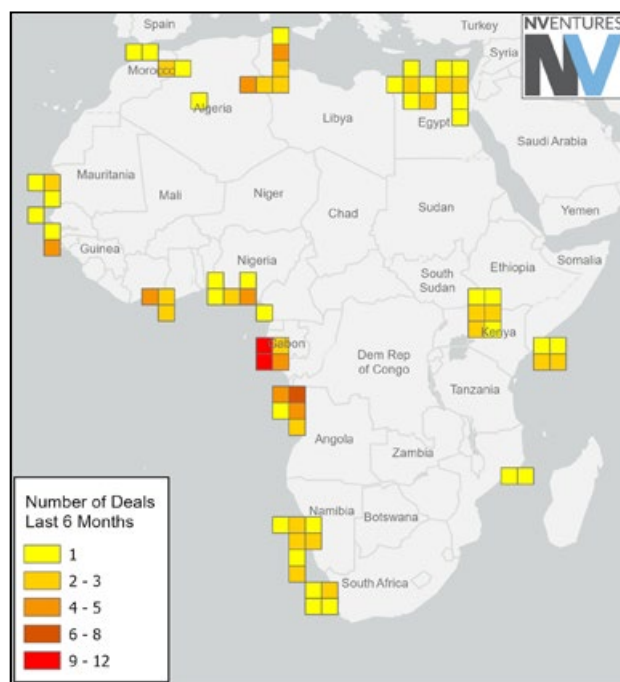 Spain
Turkey
NVENTURES
NV
Syria
Morocco
Algeria
Libya
Egypt
Saudi Arabia
Mauritania
Mali
Niger
Chad
Sudan
Yemen
Guinea
Nigeria
South
Sudan
Ethiopia
Somalia
Gabon
Dem Rep
of Congo
Kenya
Tanzania
Angola
Zambia
Namibia
Botswana
South Africa
Number of Deals
Last 6 Months
1
2 - 3
4 - 5
6 - 8
9 - 12